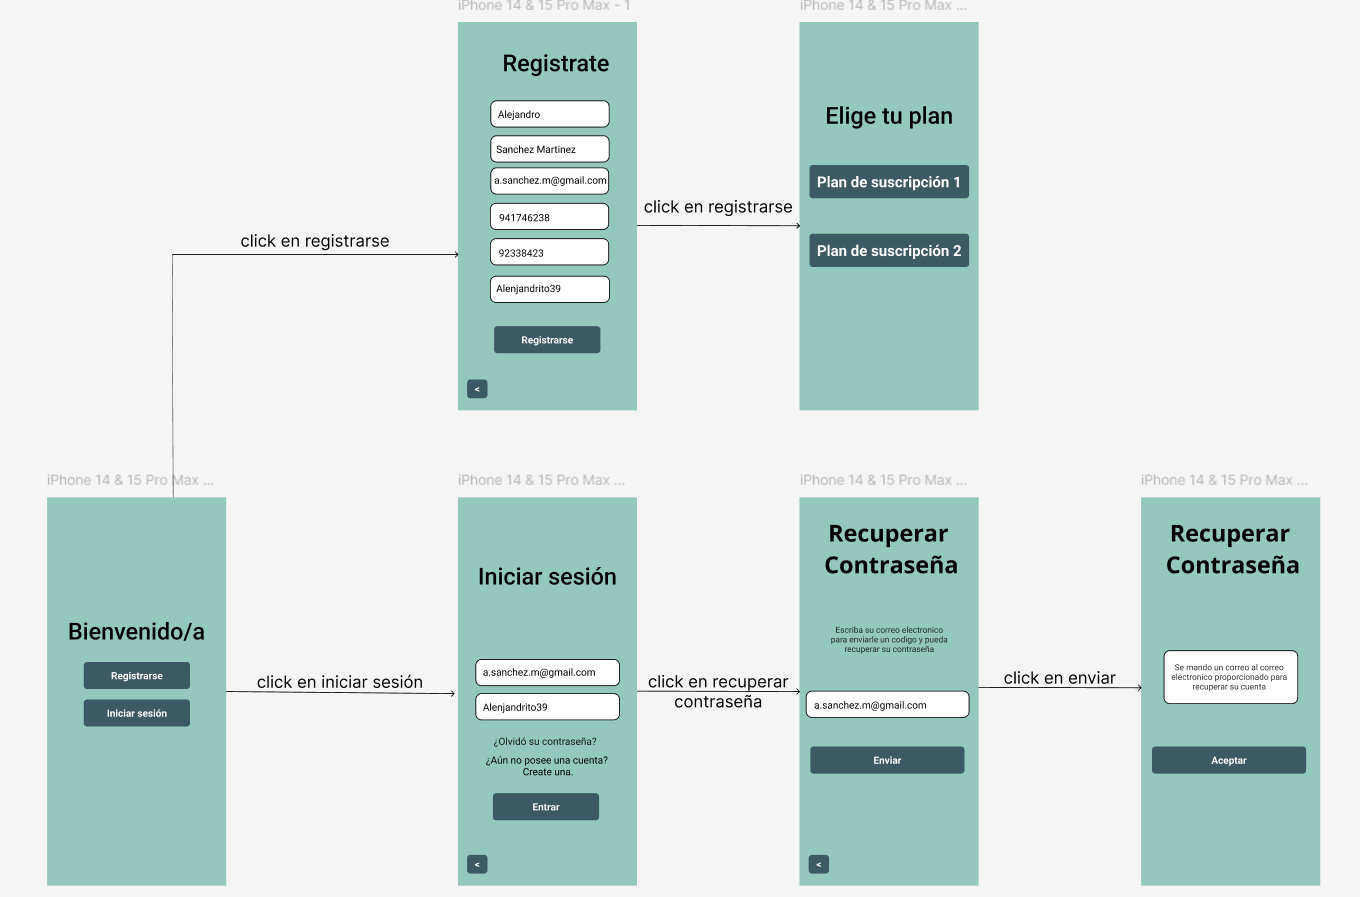 iPhone 14 & 15 Pro Max - 1
Registrate
Alejandro
Sanchez Martinez
a.sanchez.m@gmail.com
941746238
92338423
Alenjandrito39
Registrarse
<
click en registrarse
iPhone 14 & 15 Pro Max ...
Elige tu plan
Plan de suscripción 1
Plan de suscripción 2
click en registrarse
iPhone 14 & 15 Pro Max ...
Bienvenido/a
Registrarse
Iniciar sesión
click en iniciar sesión
iPhone 14 & 15 Pro Max ...
Iniciar sesión
a.sanchez.m@gmail.com
Alenjandrito39
¿Olvidó su contraseña?
¿Aún no posee una cuenta?
Create una.
Entrar
<
click en recuperar
contraseña
iPhone 14 & 15 Pro Max ...
Recuperar
Contraseña
Escriba su correo electronico
para enviarle un codigo y pueda
recuperar su contraseña
a.sanchez.m@gmail.com
Enviar
<
click en enviar
iPhone 14 & 15 Pro Max ...
Recuperar
Contraseña
Se mando un correo al correo
electronico proporcionado para
recuperar su cuenta
Aceptar